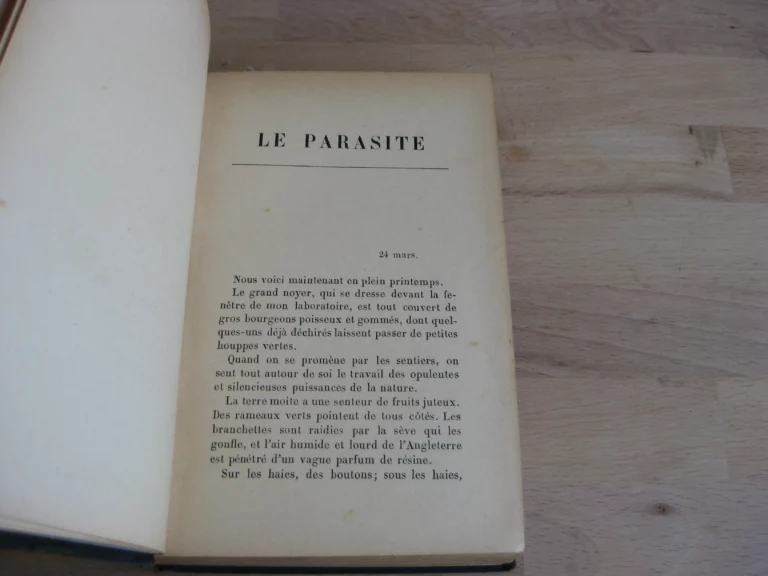 LE PARASITE
24 mars.
Nous voici maintenant en plein printemps.
Le grand noyer, qui se dresse devant la fe-
nêtre de mon laboratoire, est tout couvert de
gros bourgeons poisseux et gommés, dont quel-
ques-uns déjà déchirés laissent passer de petites
houppes vertes.
Quand on se promène par les sentiers, on
sent tout autour de soi le travail des opulentes
et silencieuses puissances de la nature.
La terre moite a une senteur de fruits juteux.
Des rameaux verts pointent de tous côtés. Les
branchettes sont raidies par la sève qui les
gonfle, et l'air humide et lourd de l'Angleterre
est pénétré d'un vague parfum de résine.
Sur les haies, des boutons; sous les haies,